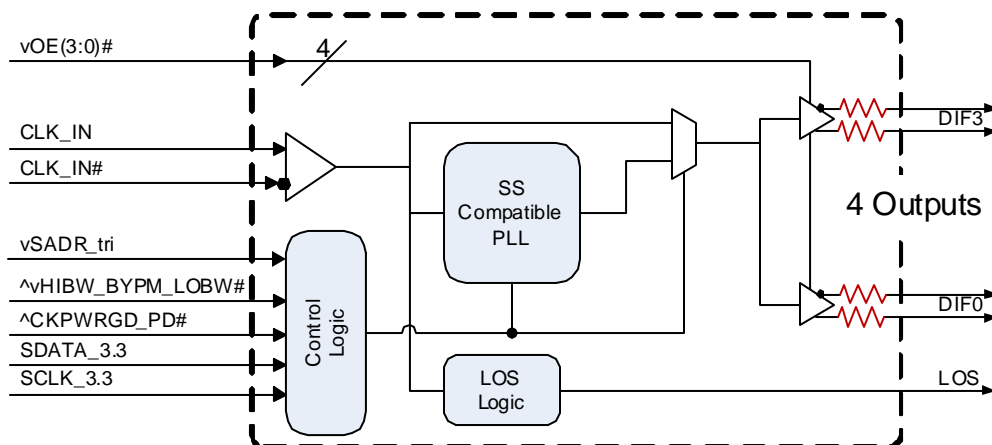 vOE(3:0)#
4
CLK_IN
CLK_IN#
SS
Compatible
PLL
DIF3
4 Outputs
vSADR_tri
^vHIBW_BYPM_LOBW#
^CKPWRGD_PD#
SDATA_3.3
SCLK_3.3
Control
Logic
DIF0
LOS
Logic
LOS